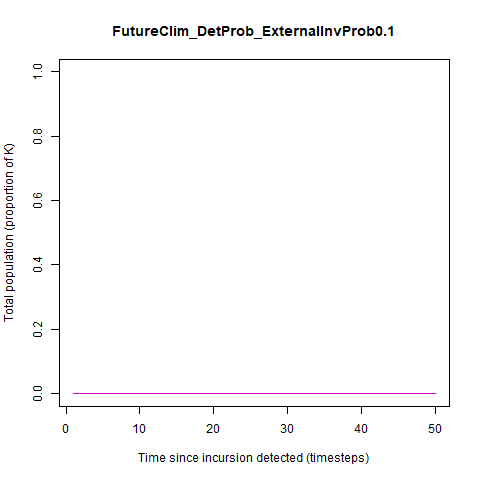 FutureClim_DetProb_ExternalInvProb0.1
Total population (proportion of K)
1.0
0.8
0.6
0.4
0.2
0.0
0 10 20 30 40 50
Time since incursion detected (timesteps)